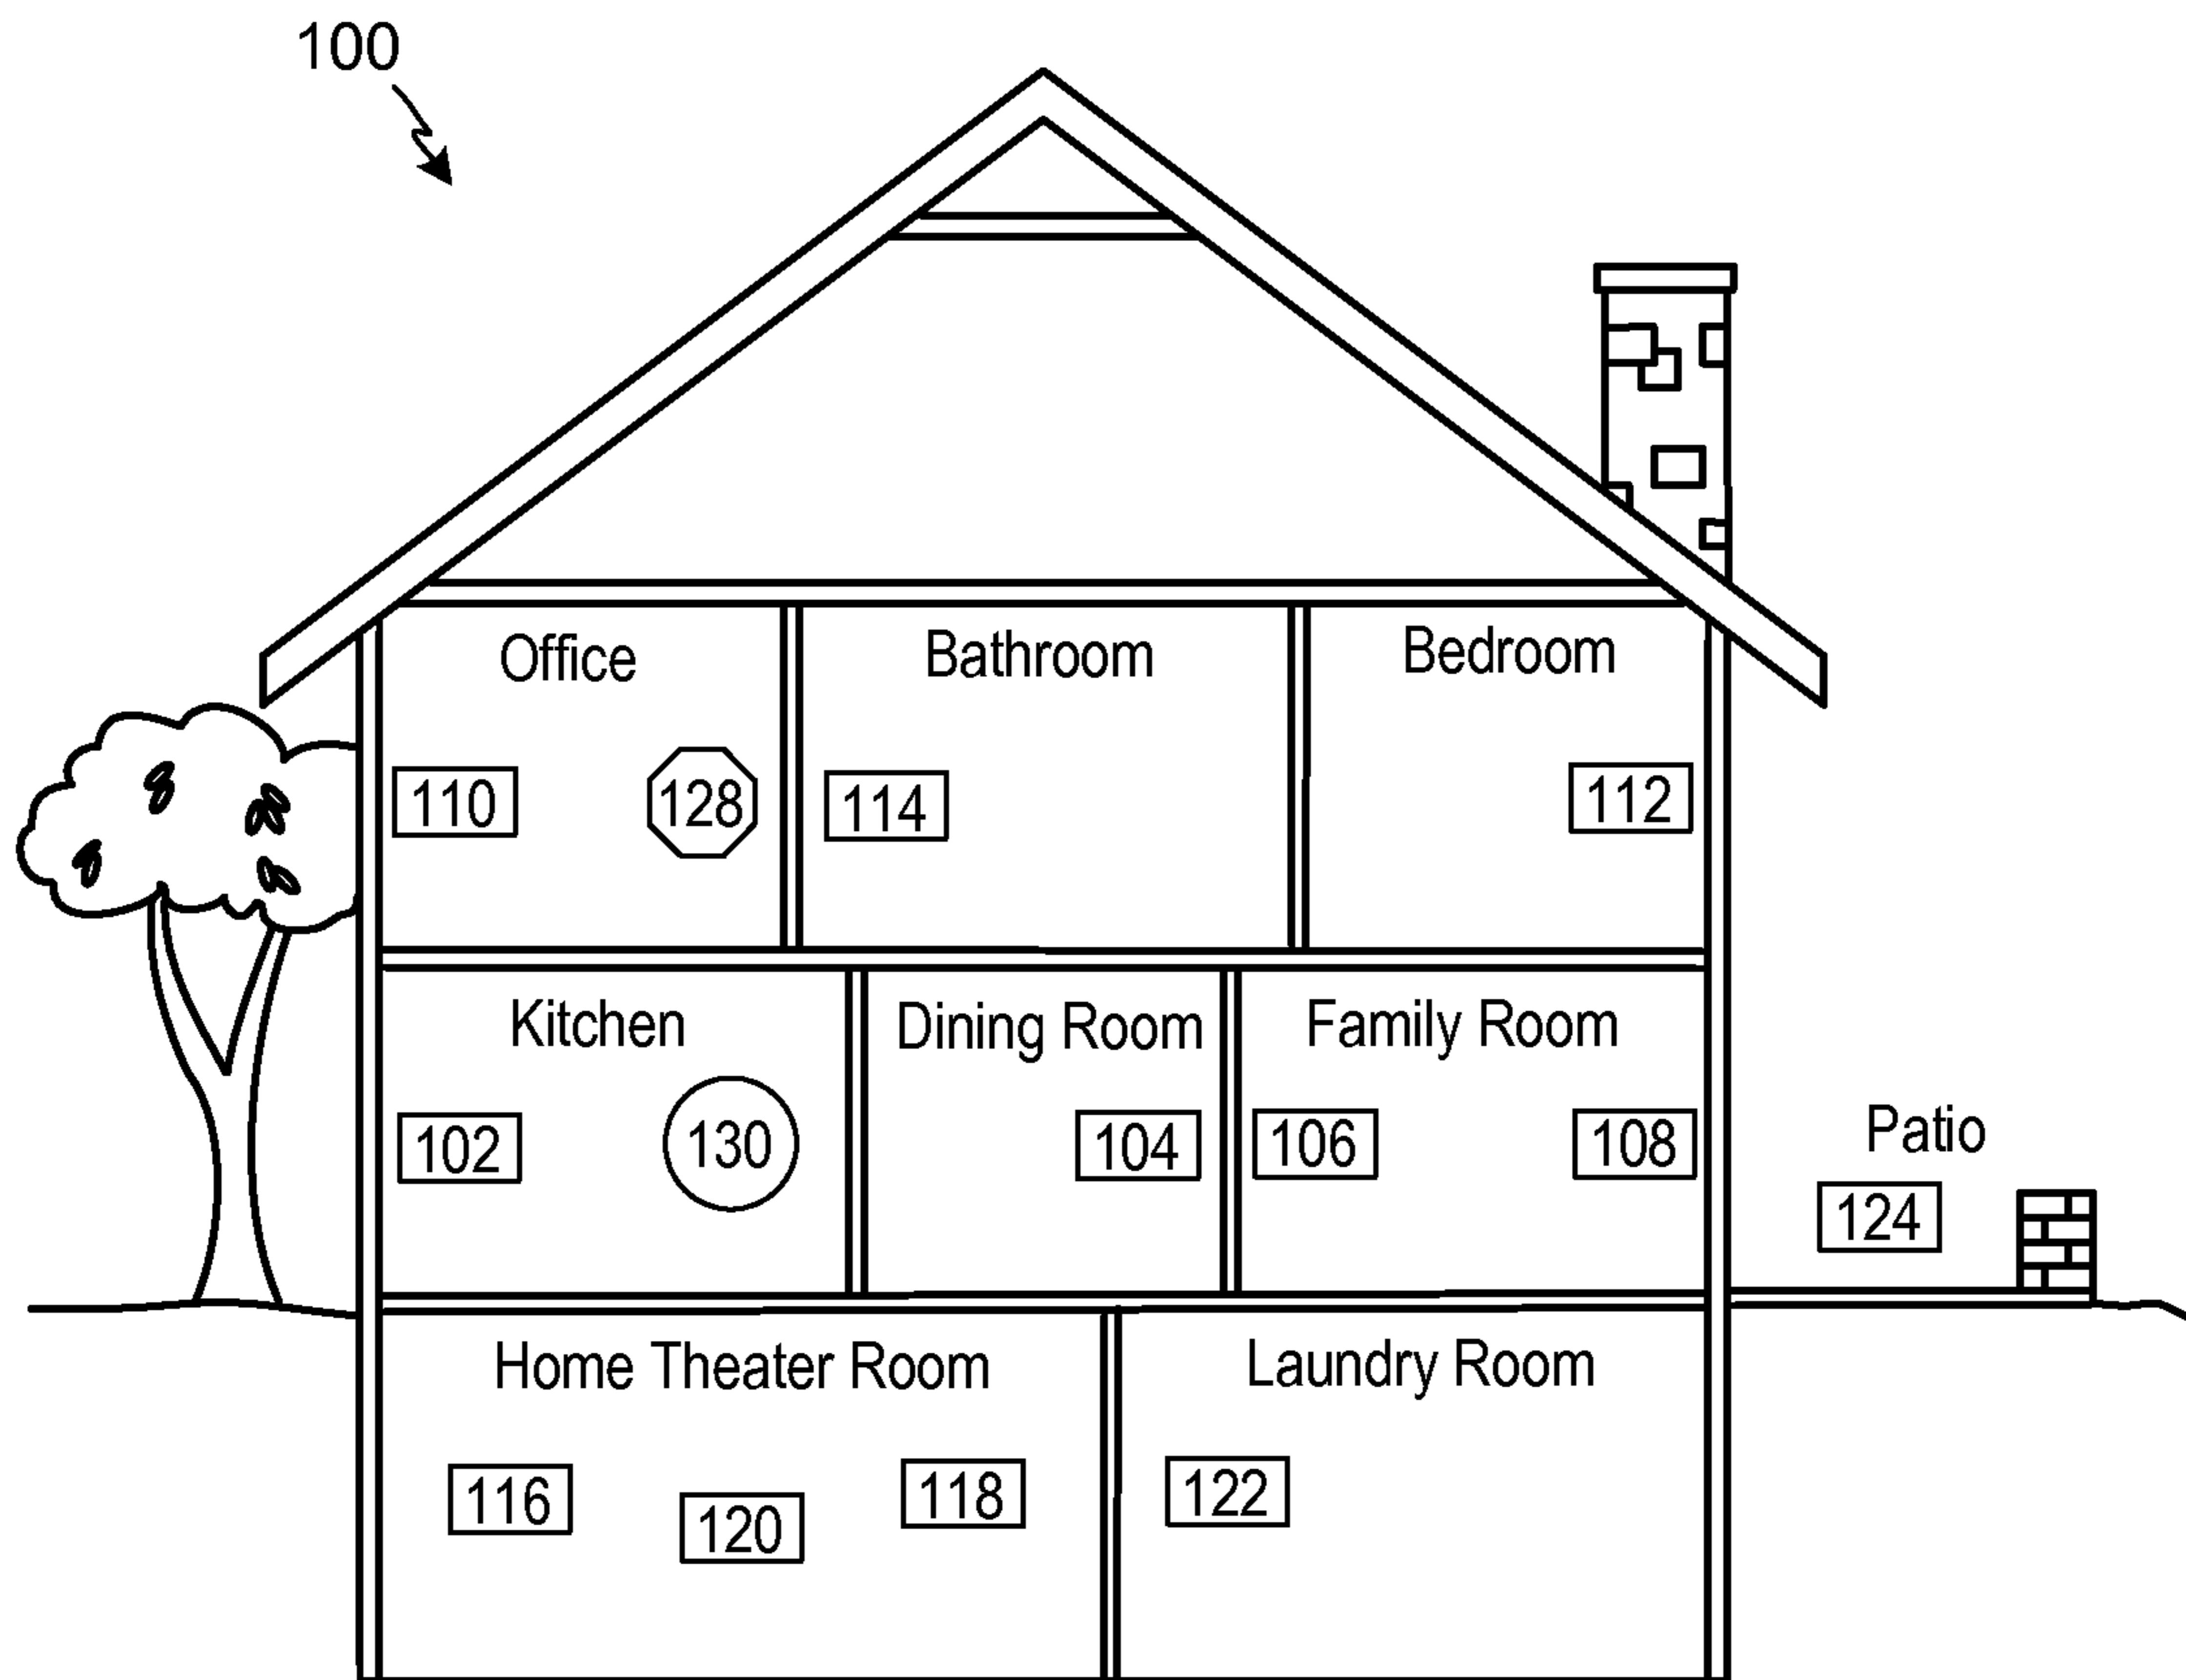 100
Office
Bathroom
Bedroom
110
128
114
112
Kitchen
Dining Room
Family Room
102
130
104
106
108
Patio
124
Home Theater Room
Laundry Room
116
120
118
122